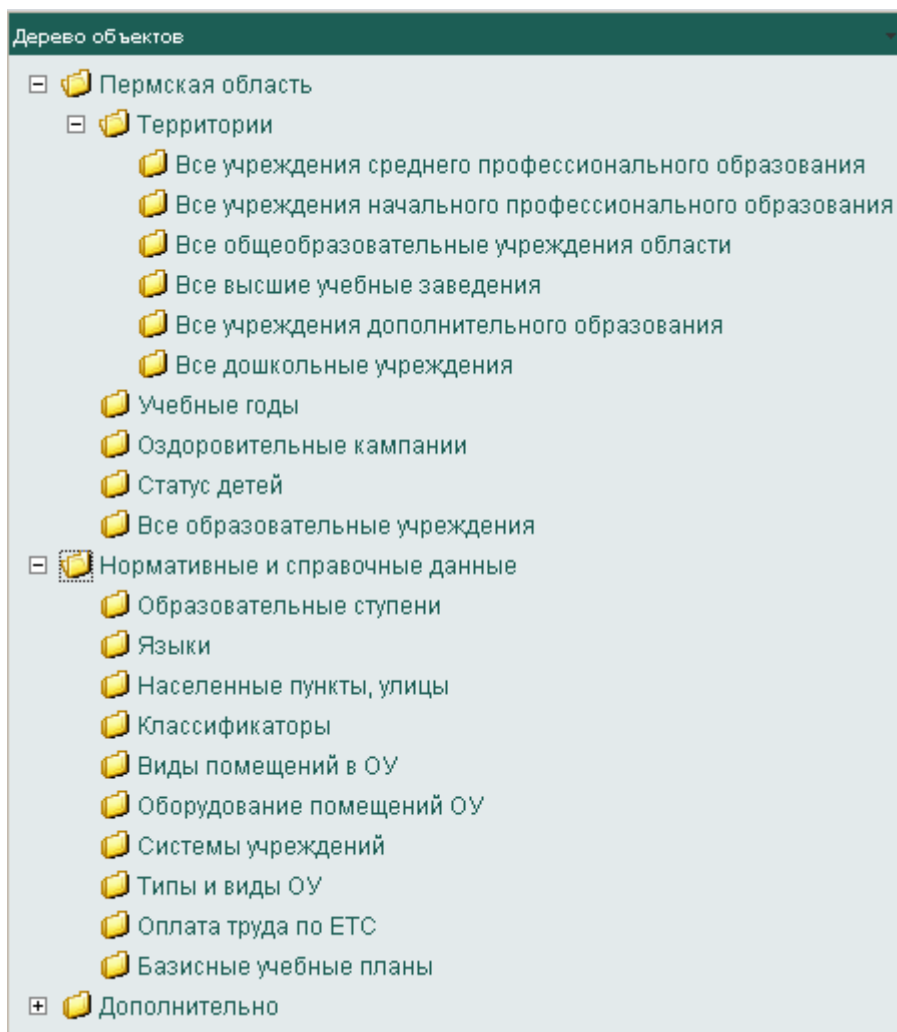 Дерево объектов
Пермская область
Территории
Все учреждения среднего профессионального образования
Все учреждения начального профессионального образования
Все общеобразовательные учреждения области
Все высшие учебные заведения
Все учреждения дополнительного образования
Все дошкольные учреждения
Учебные годы
Оздоровительные кампании
Статус детей
Все образовательные учреждения
Нормативные и справочные данные
Образовательные ступени
Языки
Населенные пункты, улицы
Классификаторы
Виды помещений в ОУ
Оборудование помещений ОУ
Системы учреждений
Типы и виды ОУ
Оплата труда по ЕТС
Базисные учебные планы
Дополнительно